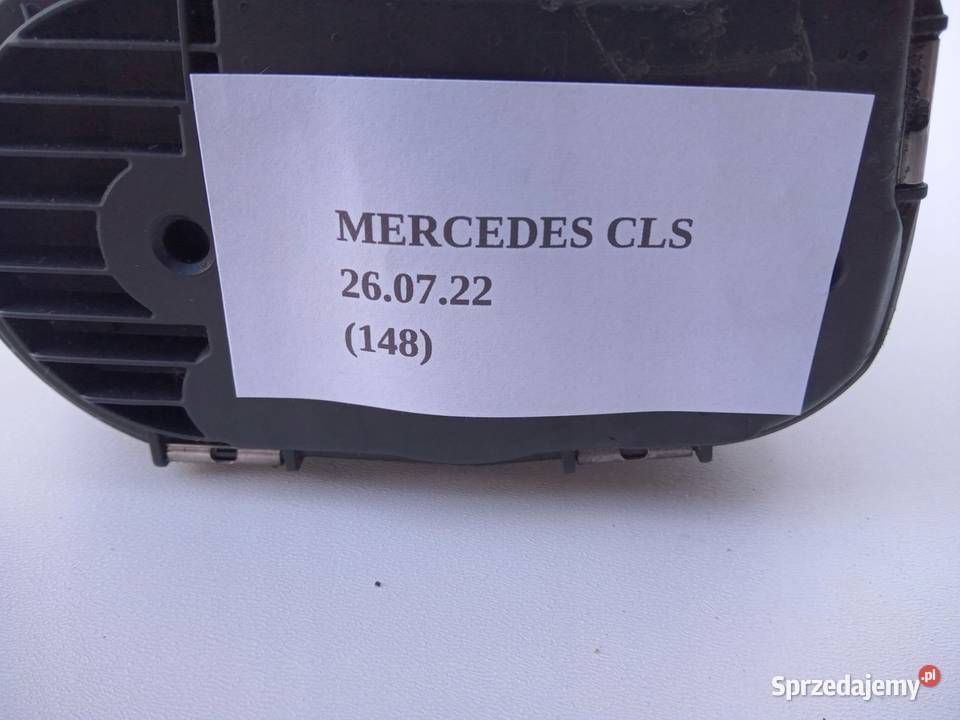 MERCEDES CLS
26.07.22
(148)
Sprzedajemy.pl